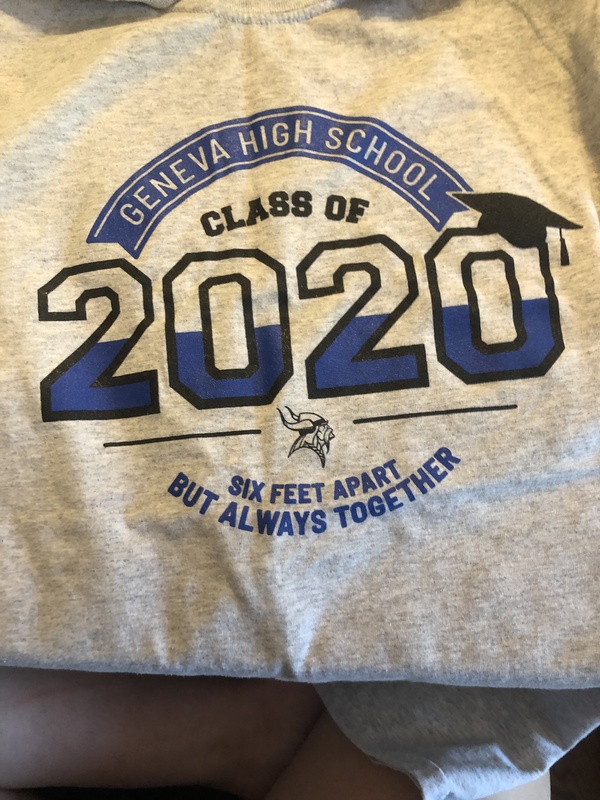 GENEVA HIGH SCHOOL
CLASS OF
2020
SIX FEET APART
BUT ALWAYS TOGETHER